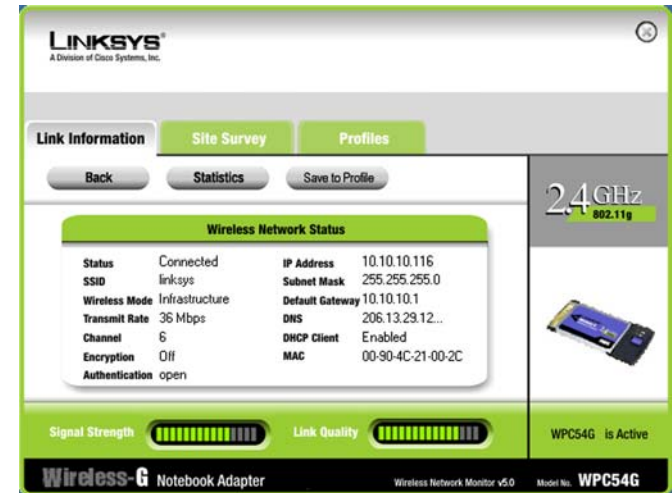 LINKSYS®
A Division of Cisco Systems, Inc.
Link Information Site Survey Profiles
Back Statistics Save to Profile
2.4 GHz
802.11g
Wireless Network Status
Status Connected IP Address 10.10.10.116
SSID linksys Subnet Mask 255.255.255.0
Wireless Mode Infrastructure Default Gateway 10.10.10.1
Transmit Rate 36 Mbps DNS 206.13.29.12...
Channel 6 DHCP Client Enabled
Encryption Off MAC 00-90-4C-21-00-2C
Authentication open
Signal Strength Link Quality WPC54G is Active
Wireless-G Notebook Adapter Wireless Network Monitor v5.0 Model No. WPC54G